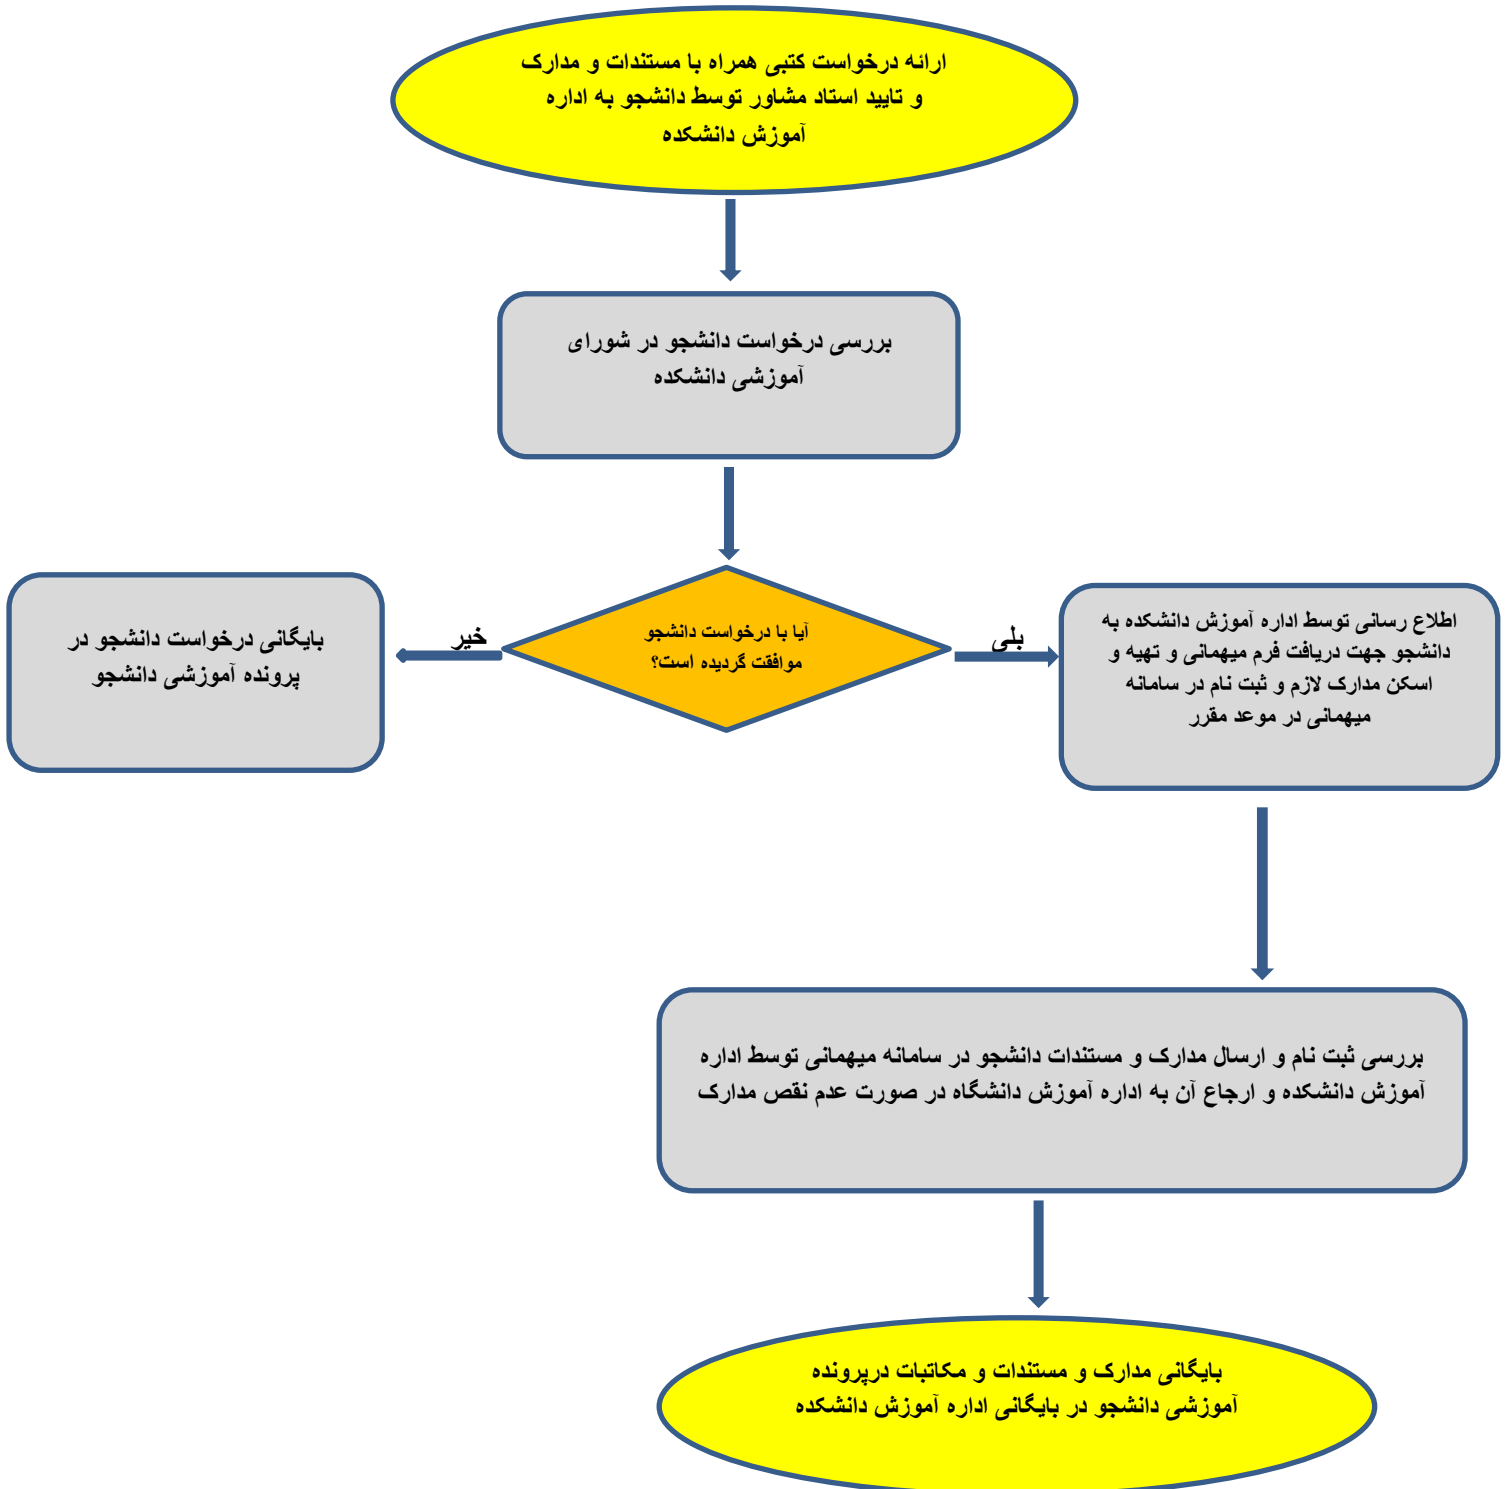 ارائه درخواست کتبی همراه با مستندات و مدارک
و تایید استاد مشاور توسط دانشجو به اداره
آموزش دانشکده
بررسی درخواست دانشجو در شورای
آموزشی دانشکده
آیا با درخواست دانشجو
موافقت گردیده است؟
بلی
اطلاع رسانی توسط اداره آموزش دانشکده به
دانشجو جهت دریافت فرم میهمانی و تهیه و
اسکن مدارک لازم و ثبت نام در سامانه
میهمانی در موعد مقرر
خیر
بایگانی درخواست دانشجو در
پرونده آموزشی دانشجو
بررسی ثبت نام و ارسال مدارک و مستندات دانشجو در سامانه میهمانی توسط اداره
آموزش دانشکده و ارجاع آن به اداره آموزش دانشگاه در صورت عدم نقص مدارک
بایگانی مدارک و مستندات و مکاتبات درپرونده
آموزشی دانشجو در بایگانی اداره آموزش دانشکده